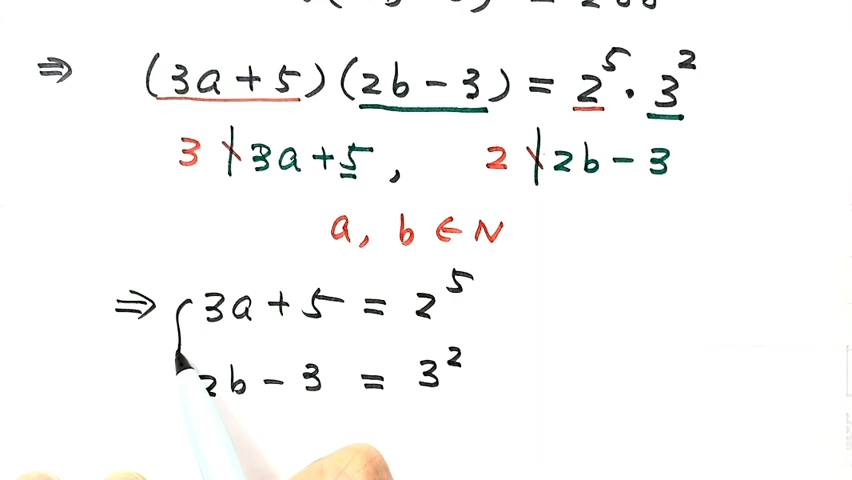 ⇒ (3a + 5)(2b − 3) = 2⁵ · 3²
3 ∤ 3a + 5, 2 ∤ 2b − 3
a, b ∈ N
⇒ { 3a + 5 = 2⁵
2b − 3 = 3²